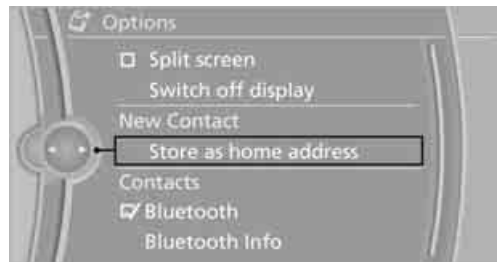 Options
Split screen
Switch off display
New Contact
Store as home address
Contacts
Bluetooth
Bluetooth Info